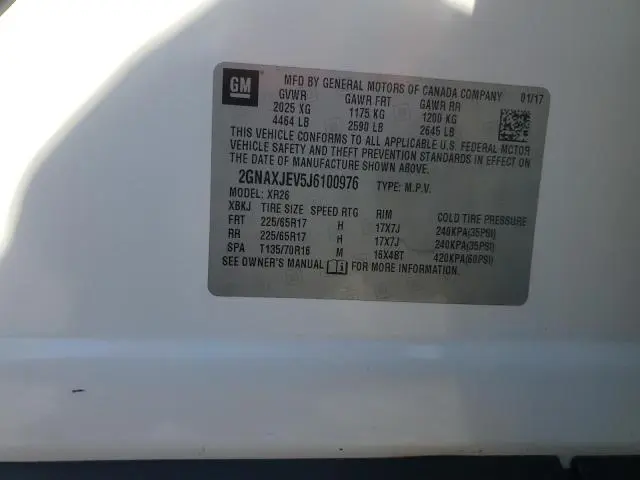 GM MFD BY GENERAL MOTORS OF CANADA COMPANY 01/17
GVWR GAWR FRT GAWR RR
2025 KG 1175 KG 1200 KG
4464 LB 2590 LB 2645 LB
THIS VEHICLE CONFORMS TO ALL APPLICABLE U.S. FEDERAL MOTOR
VEHICLE SAFETY AND THEFT PREVENTION STANDARDS IN EFFECT ON
THE DATE OF MANUFACTURE SHOWN ABOVE.
2GNAXJEV5J6100976 TYPE: M.P.V.
MODEL: XR26
XBKJ TIRE SIZE SPEED RTG RIM COLD TIRE PRESSURE
FRT 225/65R17 H 17X7J 240KPA(35PSI)
RR 225/65R17 H 17X7J 240KPA(35PSI)
SPA T135/70R16 M 16X4BT 420KPA(60PSI)
SEE OWNER'S MANUAL FOR MORE INFORMATION.